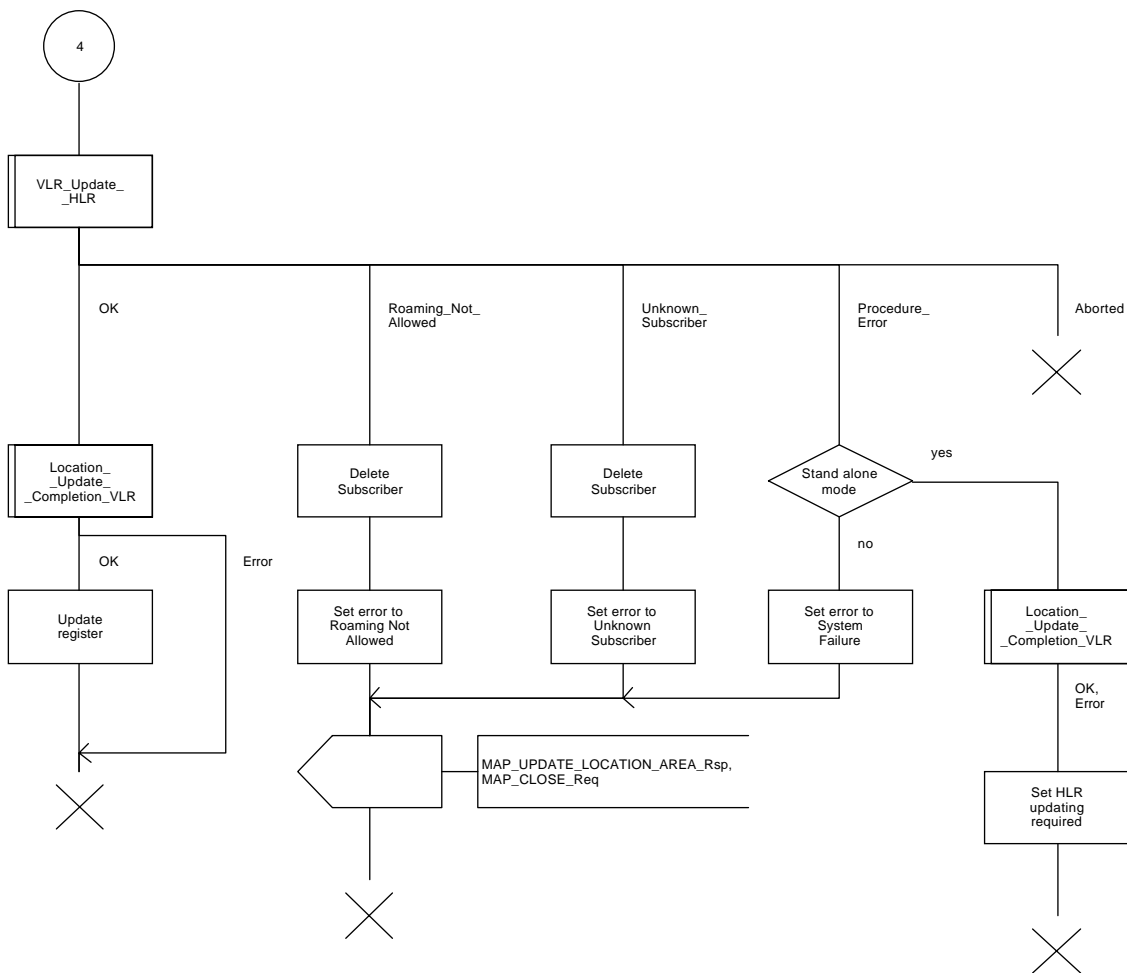 4
VLR_Update_
_HLR
OK
Roaming_Not_
Allowed
Unknown_
Subscriber
Procedure_
Error
Aborted
Location_
_Update_
_Completion_VLR
Delete
Subscriber
Delete
Subscriber
Stand alone
mode
yes
OK
Error
no
Update
register
Set error to
Roaming Not
Allowed
Set error to
Unknown
Subscriber
Set error to
System
Failure
Location_
_Update_
_Completion_VLR
OK,
Error
MAP_UPDATE_LOCATION_AREA_Rsp,
MAP_CLOSE_Req
Set HLR
updating
required